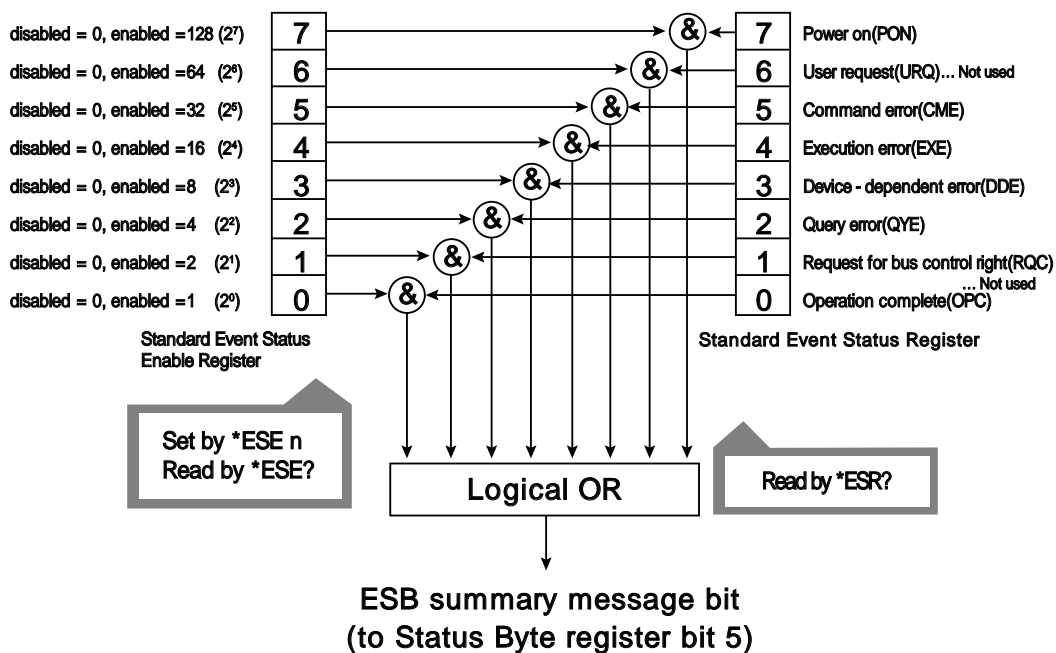 disabled = 0, enabled =128 (2⁷) 7 & 7 Power on(PON)
disabled = 0, enabled =64 (2⁶) 6 & 6 User request(URQ)... Not used
disabled = 0, enabled =32 (2⁵) 5 & 5 Command error(CME)
disabled = 0, enabled =16 (2⁴) 4 & 4 Execution error(EXE)
disabled = 0, enabled =8 (2³) 3 & 3 Device - dependent error(DDE)
disabled = 0, enabled =4 (2²) 2 & 2 Query error(QYE)
disabled = 0, enabled =2 (2¹) 1 & 1 Request for bus control right(RQC)
... Not used
disabled = 0, enabled =1 (2⁰) 0 & 0 Operation complete(OPC)
Standard Event Status
Enable Register
Standard Event Status Register
Set by *ESE n
Read by *ESE?
Logical OR
Read by *ESR?
ESB summary message bit
(to Status Byte register bit 5)